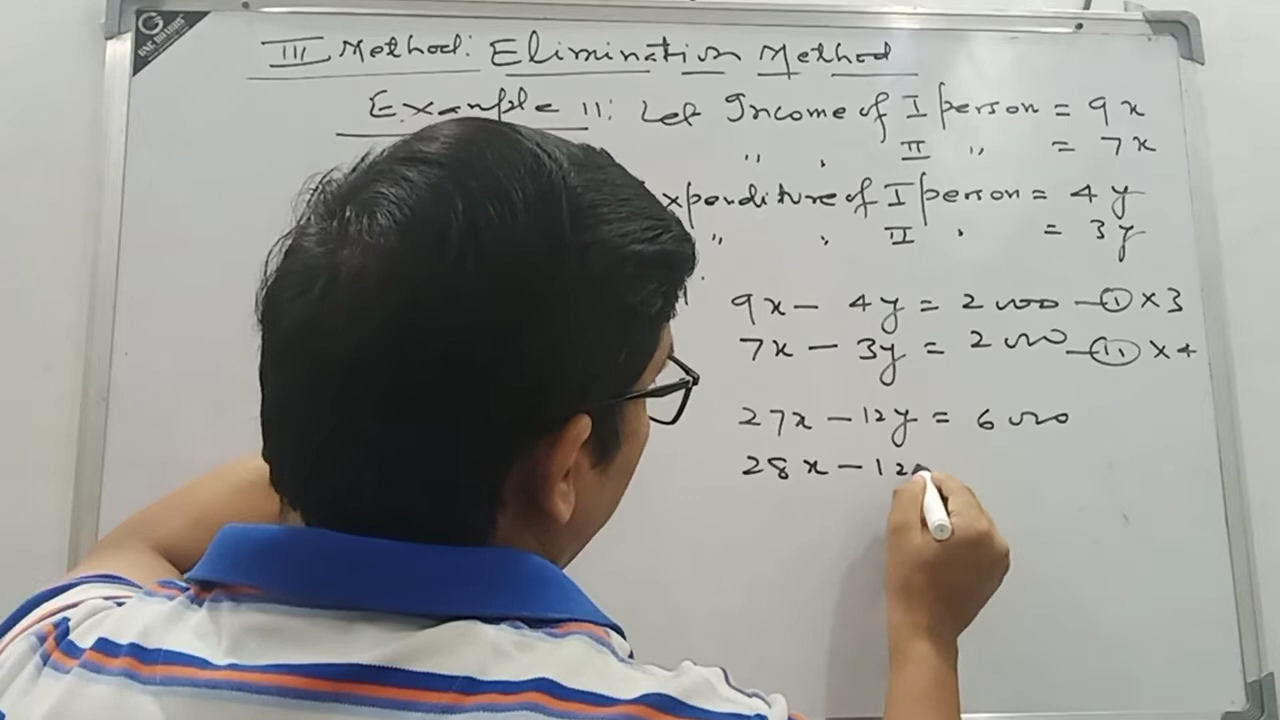 III Method: Elimination Method
Example 11: Let Income of I person = 9x
" , II " = 7x
xpenditure of I person = 4y
" , II , = 3y
9x - 4y = 2000 - (i) x 3
7x - 3y = 2000 - (ii) x 4
27x - 12y = 6000
28x - 12